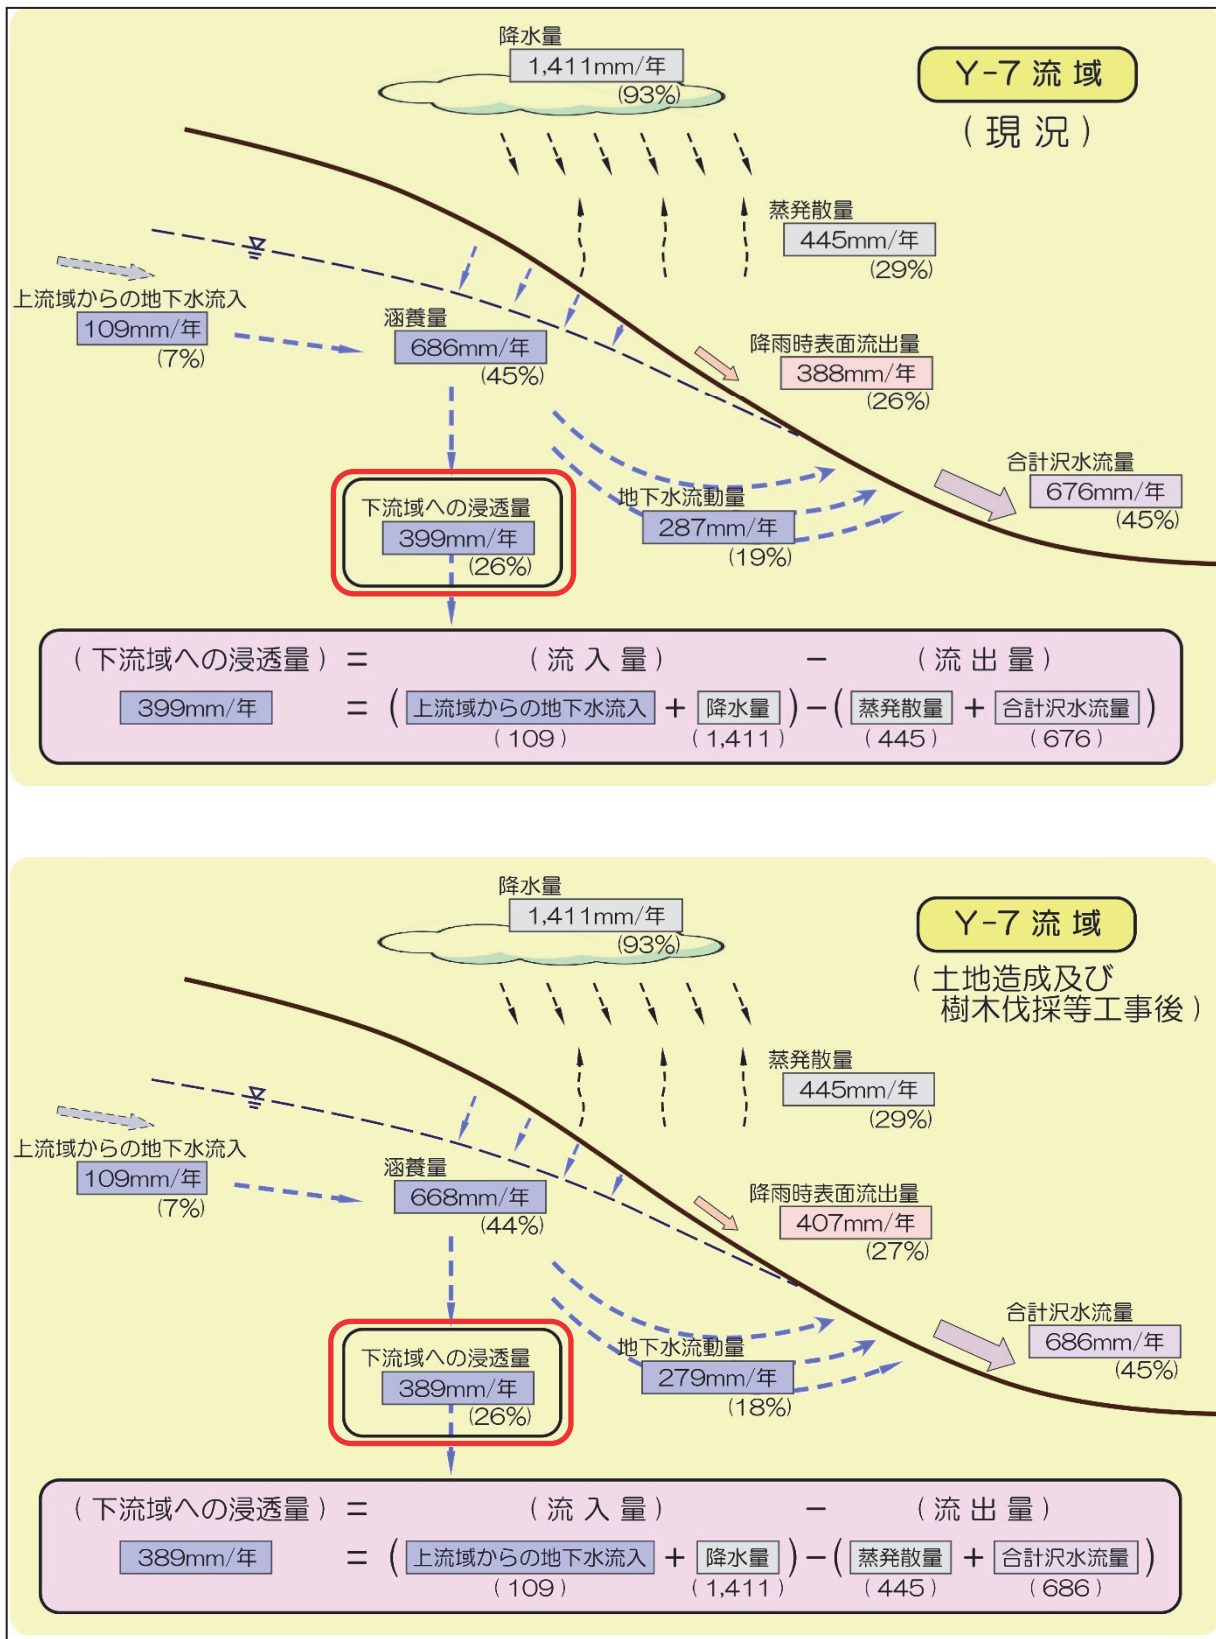 降水量
1,411mm/年
(93%)
Y-7 流域
( 現 況 )
蒸発散量
445mm/年
(29%)
上流域からの地下水流入
109mm/年
(7%)
涵養量
686mm/年
(45%)
降雨時表面流出量
388mm/年
(26%)
合計沢水流量
676mm/年
(45%)
下流域への浸透量
399mm/年
(26%)
地下水流動量
287mm/年
(19%)
( 下流域への浸透量 ) = ( 流 入 量 ) - ( 流 出 量 )
399mm/年 = ( 上流域からの地下水流入 + 降水量 ) - ( 蒸発散量 + 合計沢水流量 )
( 109 ) ( 1,411 ) ( 445 ) ( 676 )
降水量
1,411mm/年
(93%)
Y-7 流域
( 土地造成及び
樹木伐採等工事後 )
蒸発散量
445mm/年
(29%)
上流域からの地下水流入
109mm/年
(7%)
涵養量
668mm/年
(44%)
降雨時表面流出量
407mm/年
(27%)
合計沢水流量
686mm/年
(45%)
下流域への浸透量
389mm/年
(26%)
地下水流動量
279mm/年
(18%)
( 下流域への浸透量 ) = ( 流 入 量 ) - ( 流 出 量 )
389mm/年 = ( 上流域からの地下水流入 + 降水量 ) - ( 蒸発散量 + 合計沢水流量 )
( 109 ) ( 1,411 ) ( 445 ) ( 686 )